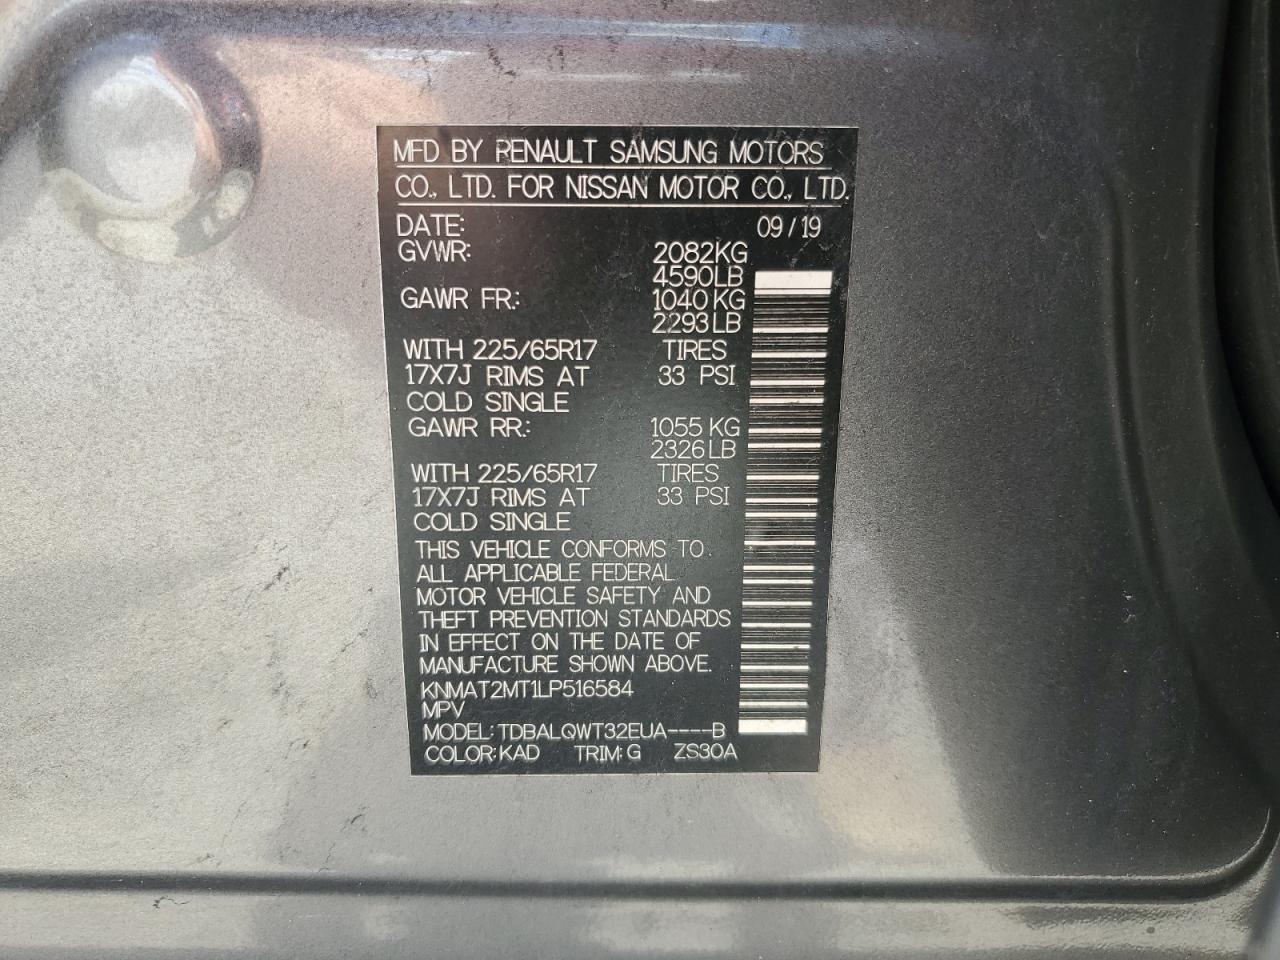 MFD BY RENAULT SAMSUNG MOTORS
CO., LTD. FOR NISSAN MOTOR CO., LTD.
DATE: 09/19
GVWR: 2082KG
4590LB
GAWR FR.: 1040KG
2293LB
WITH 225/65R17 TIRES
17X7J RIMS AT 33 PSI
COLD SINGLE
GAWR RR.: 1055KG
2326LB
WITH 225/65R17 TIRES
17X7J RIMS AT 33 PSI
COLD SINGLE
THIS VEHICLE CONFORMS TO
ALL APPLICABLE FEDERAL
MOTOR VEHICLE SAFETY AND
THEFT PREVENTION STANDARDS
IN EFFECT ON THE DATE OF
MANUFACTURE SHOWN ABOVE.
KNMAT2MT1LP516584
MPV
MODEL: TDBALQWT32EUA----B
COLOR: KAD TRIM: G ZS30A